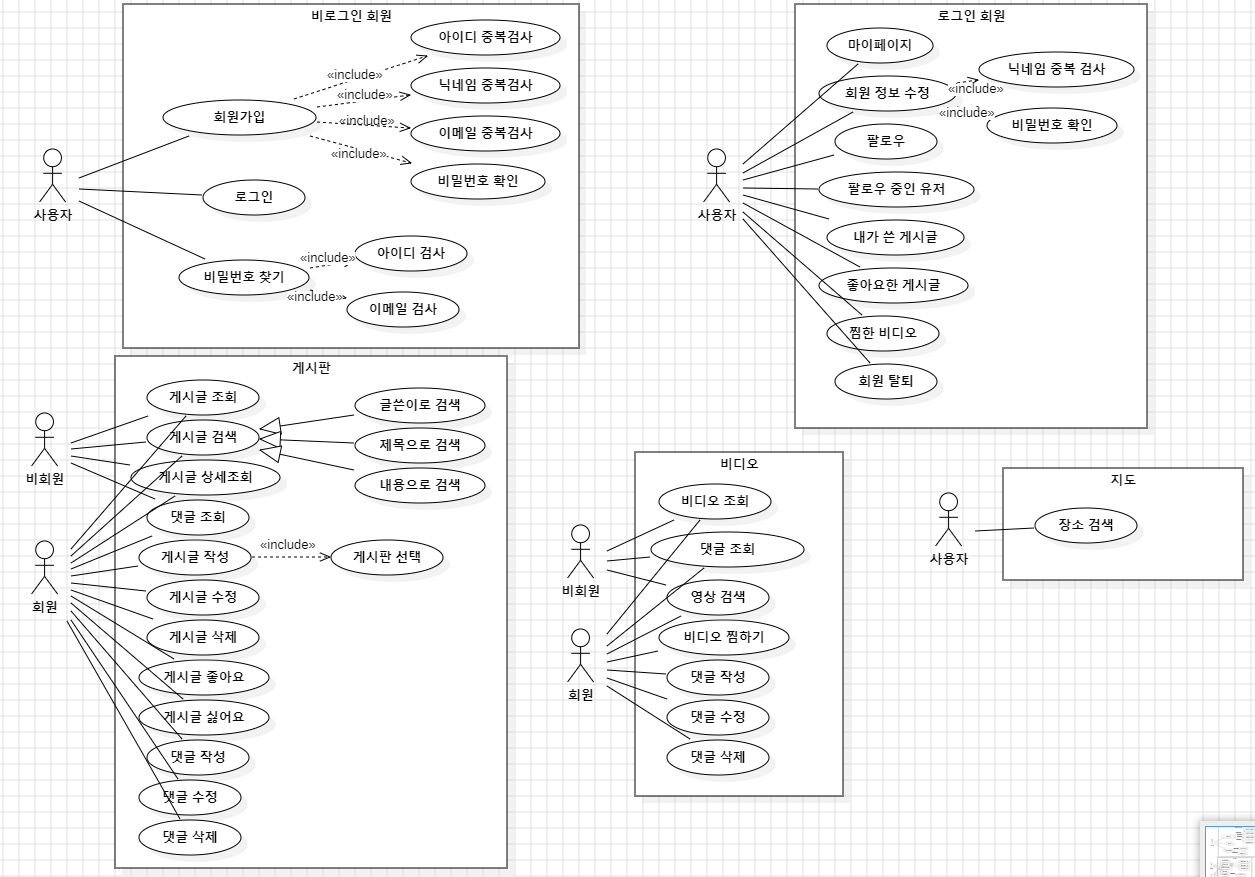 비로그인 회원
아이디 중복검사
«include»
닉네임 중복검사
«include»
회원가입
«include»
이메일 중복검사
«include»
비밀번호 확인
사용자
로그인
비밀번호 찾기
«include»
아이디 검사
«include»
이메일 검사
로그인 회원
마이페이지
회원 정보 수정
«include»
닉네임 중복 검사
«include»
비밀번호 확인
팔로우
사용자
팔로우 중인 유저
내가 쓴 게시글
좋아요한 게시글
찜한 비디오
회원 탈퇴
게시판
게시글 조회
글쓴이로 검색
게시글 검색
제목으로 검색
비회원
게시글 상세조회
내용으로 검색
댓글 조회
게시글 작성
«include»
게시판 선택
회원
게시글 수정
게시글 삭제
게시글 좋아요
게시글 싫어요
댓글 작성
댓글 수정
댓글 삭제
비디오
비디오 조회
댓글 조회
비회원
영상 검색
비디오 찜하기
회원
댓글 작성
댓글 수정
댓글 삭제
지도
사용자
장소 검색